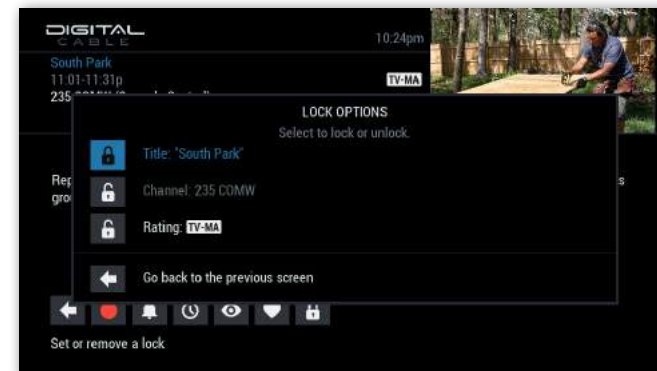 DIGITAL
CABLE
10:24pm
South Park
11:01-11:31p
TV-MA
235
LOCK OPTIONS
Select to lock or unlock.
Title: "South Park"
Channel: 235 COMW
Rating: TV-MA
Go back to the previous screen
Set or remove a lock